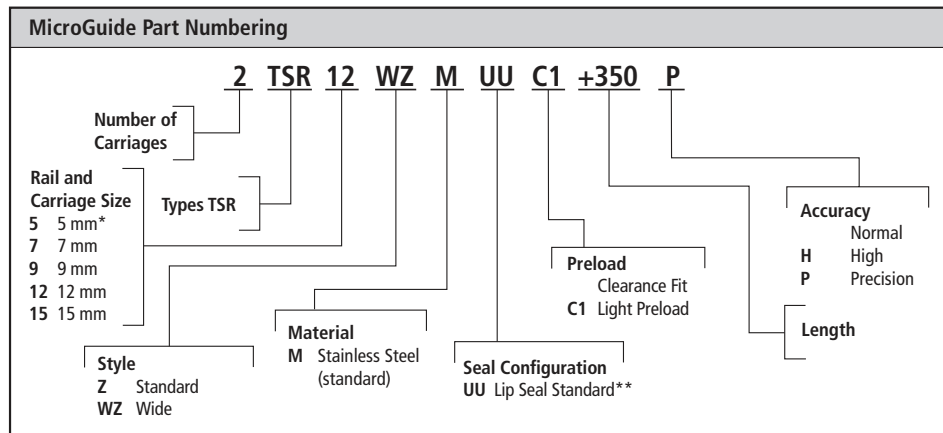 MicroGuide Part Numbering
2 TSR 12 WZ M UU C1 +350 P
Number of
Carriages
Rail and
Carriage Size
5 5 mm*
7 7 mm
9 9 mm
12 12 mm
15 15 mm
Types TSR
Style
Z Standard
WZ Wide
Material
M Stainless Steel
(standard)
Seal Configuration
UU Lip Seal Standard**
Preload
Clearance Fit
C1 Light Preload
Accuracy
Normal
H High
P Precision
Length